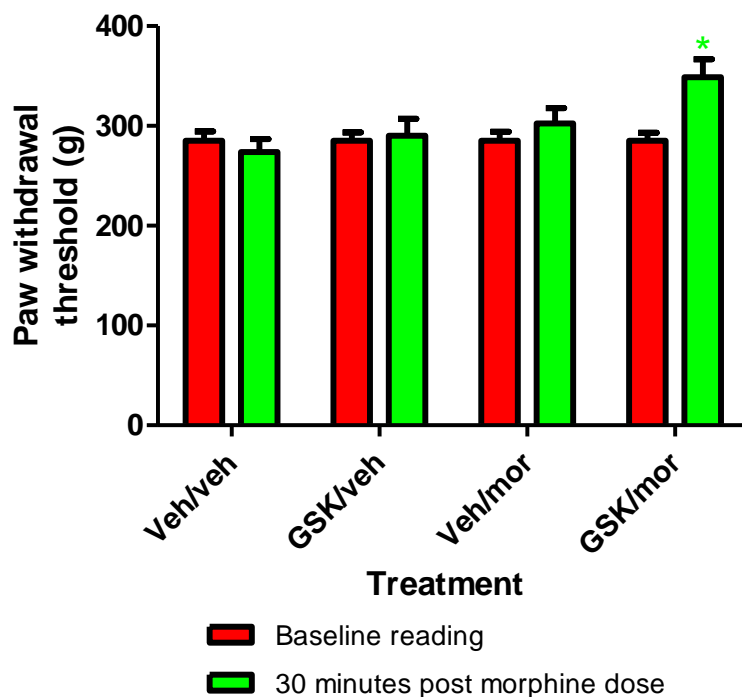 400
300
200
100
0
Paw withdrawal
threshold (g)
*
Veh/veh
GSK/veh
Veh/mor
GSK/mor
Treatment
Baseline reading
30 minutes post morphine dose